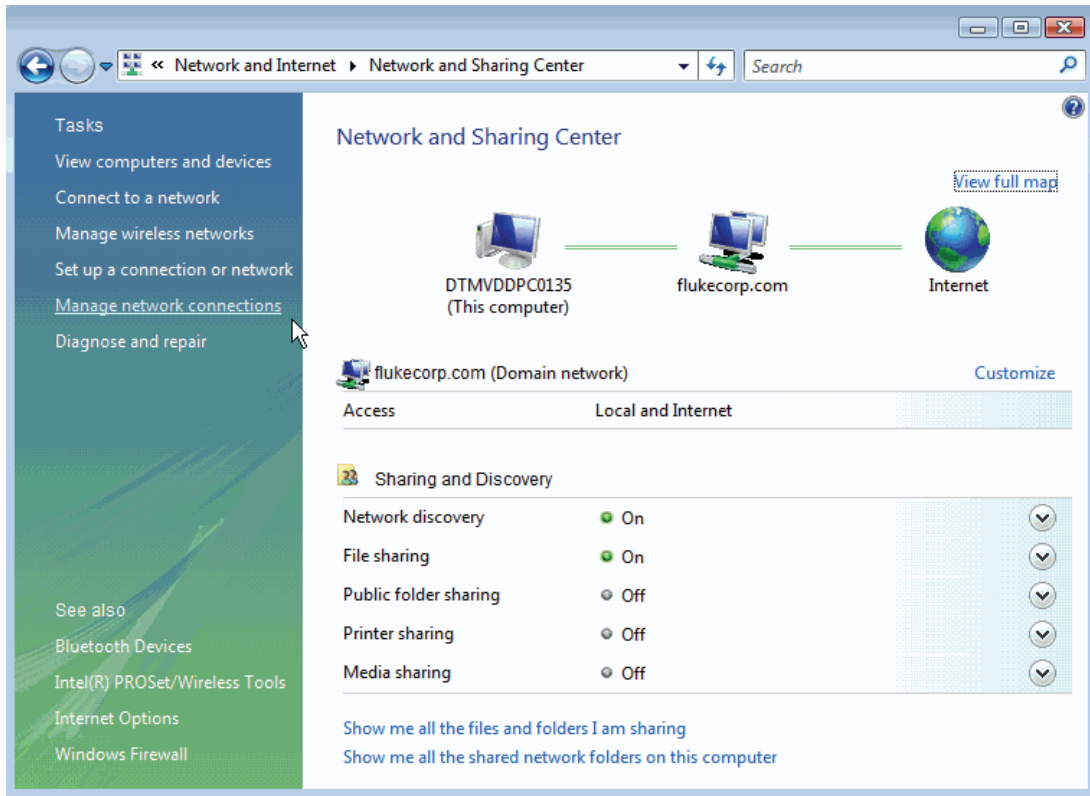 « Network and Internet ▸ Network and Sharing Center
Search
Tasks
View computers and devices
Connect to a network
Manage wireless networks
Set up a connection or network
Manage network connections
Diagnose and repair
See also
Bluetooth Devices
Intel(R) PROSet/Wireless Tools
Internet Options
Windows Firewall
Network and Sharing Center
View full map
DTMVDDPC0135
(This computer)
flukecorp.com
Internet
flukecorp.com (Domain network)
Customize
Access Local and Internet
Sharing and Discovery
Network discovery On
File sharing On
Public folder sharing Off
Printer sharing Off
Media sharing Off
Show me all the files and folders I am sharing
Show me all the shared network folders on this computer